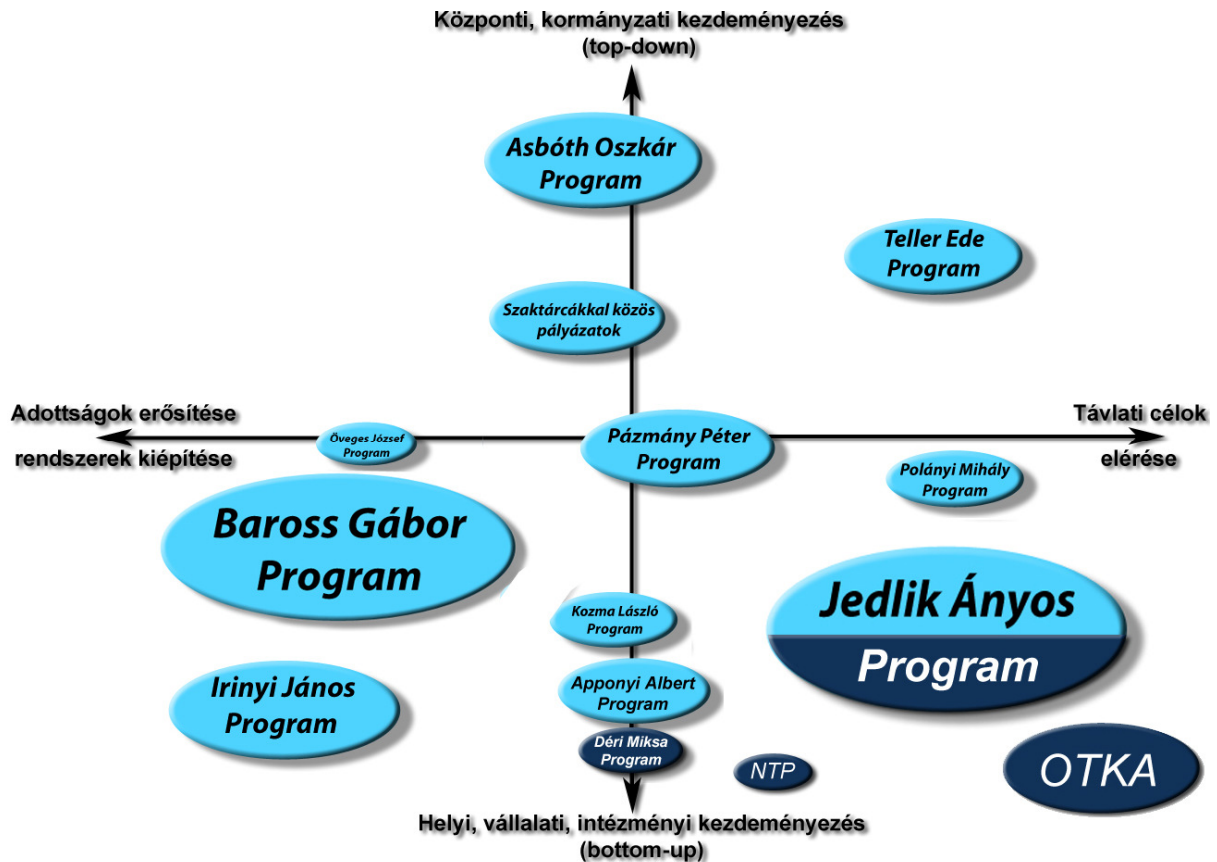 Központi, kormányzati kezdeményezés
(top-down)
Asbóth Oszkár
Program
Teller Ede
Program
Szaktárcákkal közös
pályázatok
Adottságok erősítése
rendszerek kiépítése
Öveges József
Program
Pázmány Péter
Program
Távlati célok
elérése
Polányi Mihály
Program
Baross Gábor
Program
Jedlik Ányos
Program
Kozma László
Program
Irinyi János
Program
Apponyi Albert
Program
Déri Miksa
Program
NTP
OTKA
Helyi, vállalati, intézményi kezdeményezés
(bottom-up)